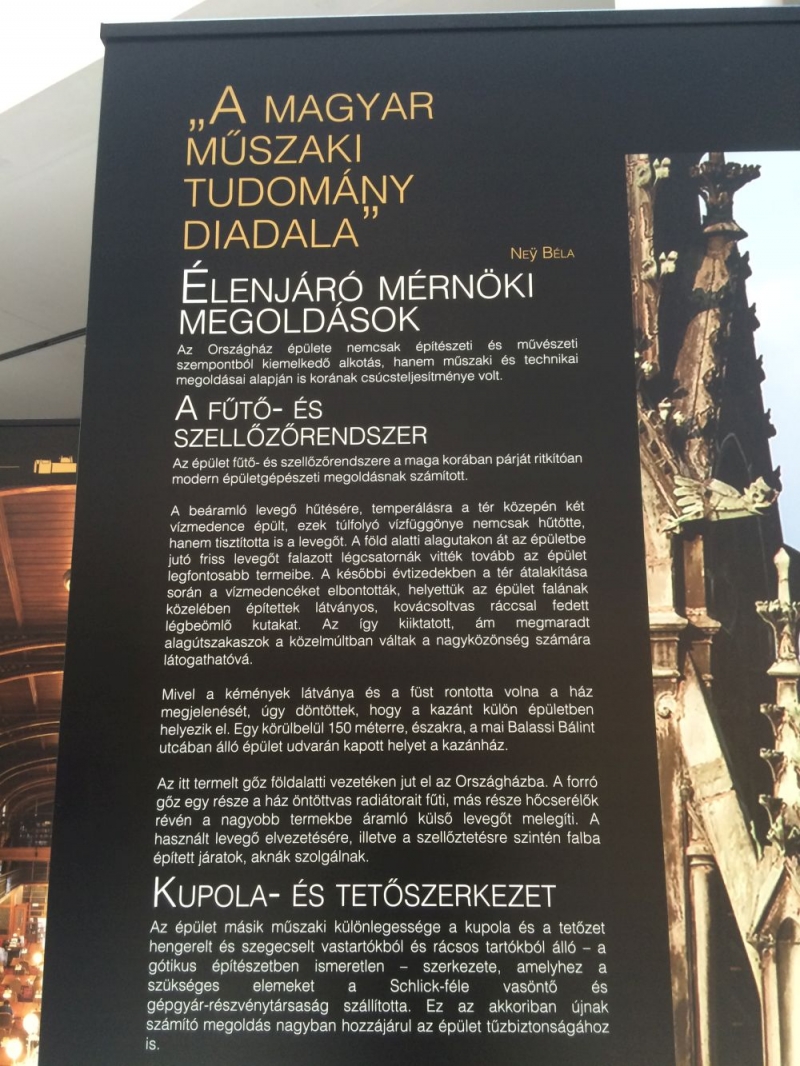 „A MAGYAR
MŰSZAKI
TUDOMÁNY
DIADALA”
NEŸ BÉLA
ÉLENJÁRÓ MÉRNÖKI
MEGOLDÁSOK
Az Országház épülete nemcsak építészeti és művészeti
szempontból kiemelkedő alkotás, hanem műszaki és technikai
megoldásai alapján is korának csúcsteljesítménye volt.
A FŰTŐ- ÉS
SZELLŐZŐRENDSZER
Az épület fűtő- és szellőzőrendszere a maga korában párját ritkítóan
modern épületgépészeti megoldásnak számított.
A beáramló levegő hűtésére, temperálásra a tér közepén két
vízmedence épült, ezek túlfolyó vízfüggönye nemcsak hűtötte,
hanem tisztította is a levegőt. A föld alatti alagutakon át az épületbe
jutó friss levegőt falazott légcsatornák vitték tovább az épület
legfontosabb termeibe. A későbbi évtizedekben a tér átalakítása
során a vízmedencéket elbontották, helyettük az épület falának
közelében építettek látványos, kovácsoltvas ráccsal fedett
légbeömlő kutakat. Az így kiiktatott, ám megmaradt
alagútszakaszok a közelmúltban váltak a nagyközönség számára
látogathatóvá.
Mivel a kémények látványa és a füst rontotta volna a ház
megjelenését, úgy döntöttek, hogy a kazánt külön épületben
helyezik el. Egy körülbelül 150 méterre, északra, a mai Balassi Bálint
utcában álló épület udvarán kapott helyet a kazánház.
Az itt termelt gőz földalatti vezetéken jut el az Országházba. A forró
gőz egy része a ház öntöttvas radiátorait fűti, más része hőcserélők
révén a nagyobb termekbe áramló külső levegőt melegíti. A
használt levegő elvezetésére, illetve a szellőztetésre szintén falba
épített járatok, aknák szolgálnak.
KUPOLA- ÉS TETŐSZERKEZET
Az épület másik műszaki különlegessége a kupola és a tetőzet
hengerelt és szegecselt vastartókból és rácsos tartókból álló – a
gótikus építészetben ismeretlen – szerkezete, amelyhez a
szükséges elemeket a Schlick-féle vasöntő és
gépgyár-részvénytársaság szállította. Ez az akkoriban újnak
számító megoldás nagyban hozzájárul az épület tűzbiztonságához
is.